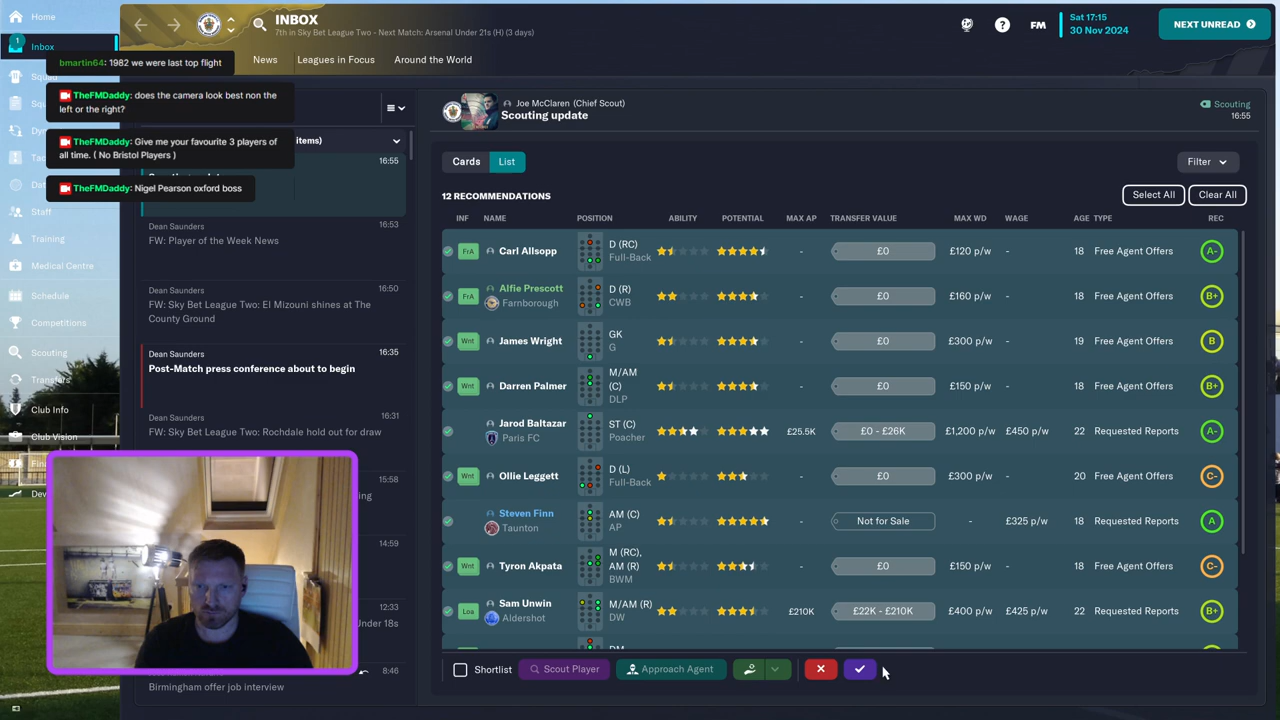 Home
INBOX
7th in Sky Bet League Two - Next Match: Arsenal Under 21s (H) (3 days)
FM
Sat 17:15
30 Nov 2024
NEXT UNREAD
1
Inbox
News
Leagues in Focus
Around the World
bmartin64: 1982 we were last top flight
TheFMDaddy: does the camera look best non the
left or the right?
TheFMDaddy: Give me your favourite 3 players of
all time. ( No Bristol Players )
TheFMDaddy: Nigel Pearson oxford boss
items)
Staff
Training
Medical Centre
Schedule
Competitions
Scouting
Transfers
Club Info
Club Vision
16:55
Dean Saunders
16:53
FW: Player of the Week News
Dean Saunders
16:50
FW: Sky Bet League Two: El Mizouni shines at The
County Ground
Dean Saunders
16:35
Post-Match press conference about to begin
Dean Saunders
16:31
FW: Sky Bet League Two: Rochdale hold out for draw
15:58
14:59
12:33
Under 18s
8:46
Birmingham offer job interview
Joe McClaren (Chief Scout)
Scouting update
Scouting
16:55
Cards
List
Filter
12 RECOMMENDATIONS
Select All
Clear All
INF NAME POSITION ABILITY POTENTIAL MAX AP TRANSFER VALUE MAX WD WAGE AGE TYPE REC
FrA Carl Allsopp D (RC) Full-Back - £0 £120 p/w - 18 Free Agent Offers A-
FrA Alfie Prescott Farnborough D (R) CWB - £0 £160 p/w - 18 Free Agent Offers B+
Wnt James Wright GK G - £0 £300 p/w - 19 Free Agent Offers B
Wnt Darren Palmer M/AM (C) DLP - £0 £150 p/w - 18 Free Agent Offers B+
Jarod Baltazar Paris FC ST (C) Poacher £25.5K £0 - £26K £1,200 p/w £450 p/w 22 Requested Reports A-
Wnt Ollie Leggett D (L) Full-Back - £0 £300 p/w - 20 Free Agent Offers C-
Steven Finn Taunton AM (C) AP - Not for Sale - £325 p/w 18 Requested Reports A
Wnt Tyron Akpata M (RC), AM (R) BWM - £0 £150 p/w - 18 Free Agent Offers C-
Loa Sam Unwin Aldershot M/AM (R) DW £210K £22K - £210K £400 p/w £425 p/w 22 Requested Reports B+
DM
Shortlist
Scout Player
Approach Agent